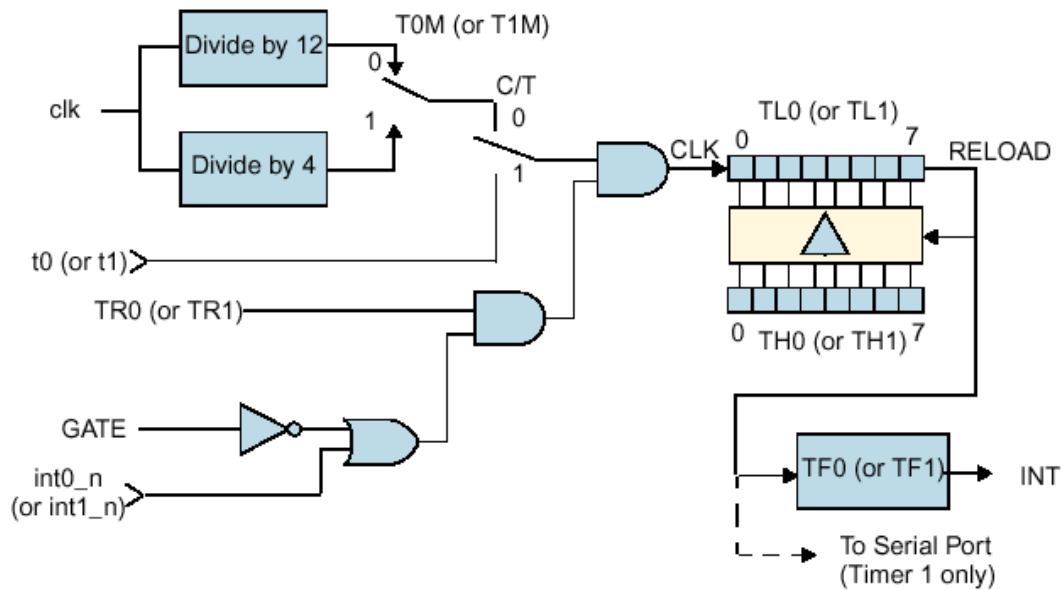 T0M (or T1M)
Divide by 12
0
clk
C/T
0
1
Divide by 4
1
CLK
TL0 (or TL1)
0
7
RELOAD
t0 (or t1)
TR0 (or TR1)
0
7
TH0 (or TH1)
GATE
int0_n
(or int1_n)
TF0 (or TF1)
INT
To Serial Port
(Timer 1 only)